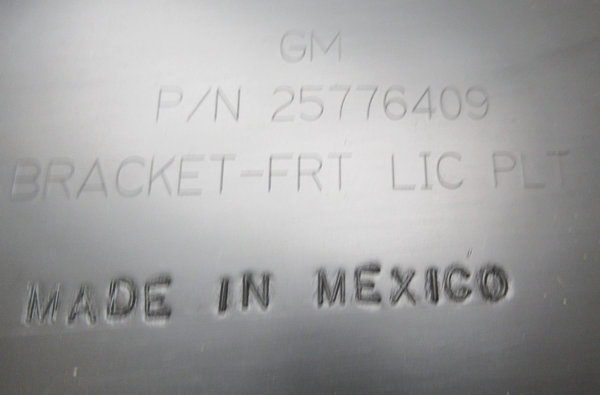 GM
P/N 25776409
BRACKET-FRT LIC PLT
MADE IN MEXICO